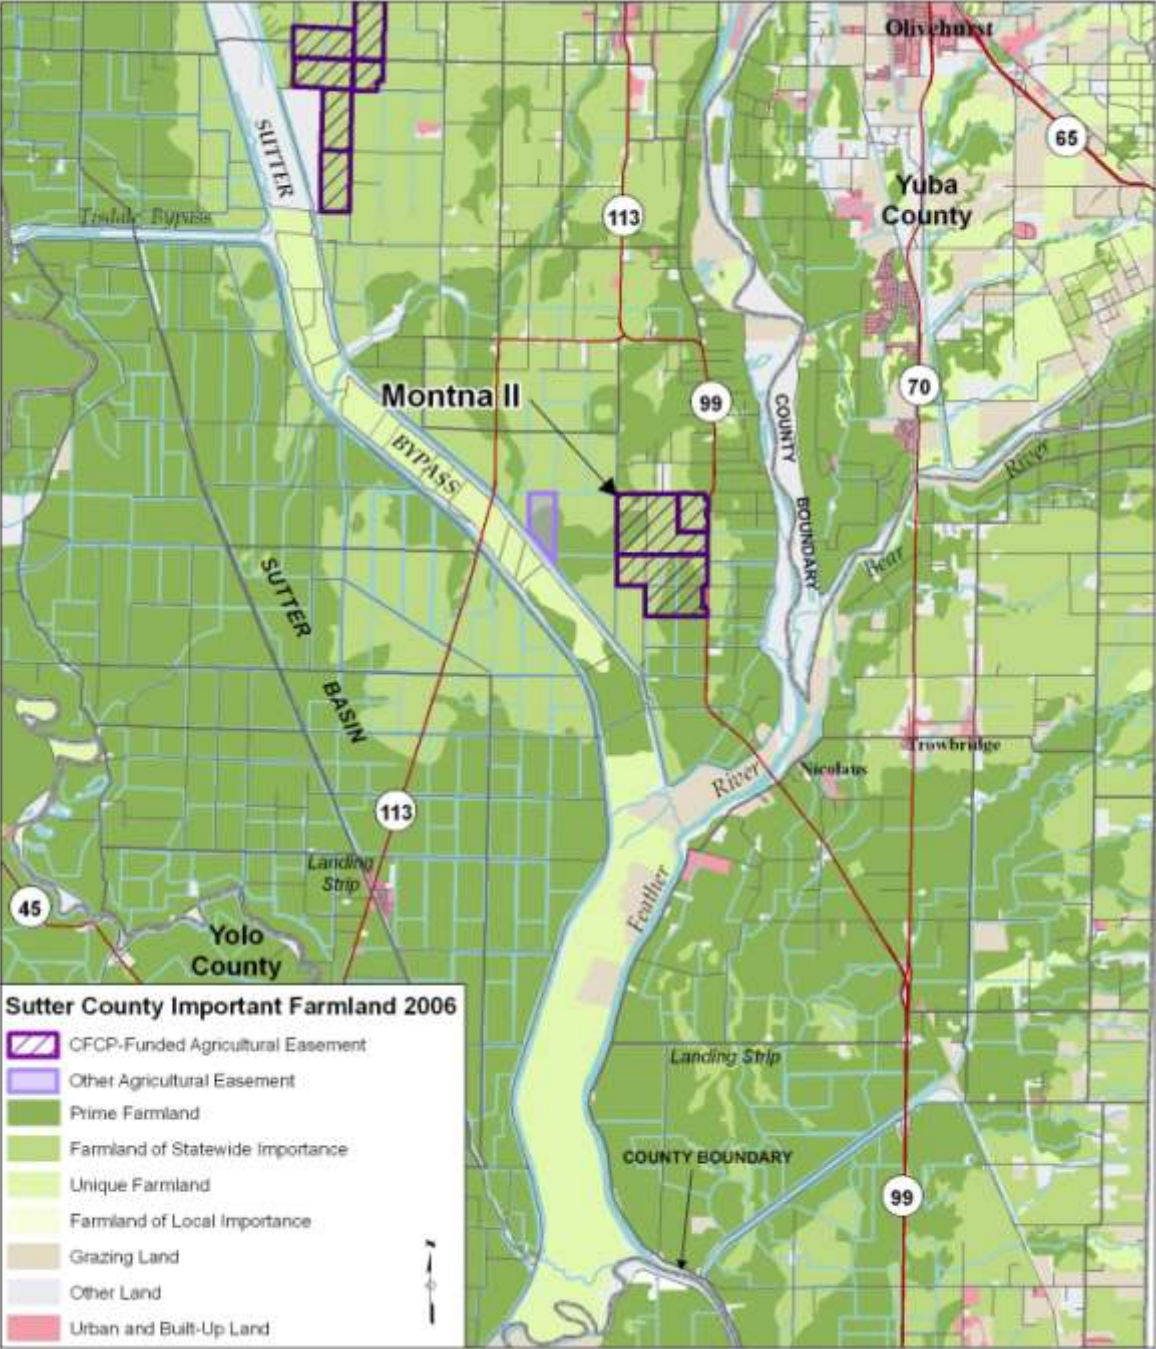 Olivehurst
65
SUTTER
Yuba
County
Tisdale Bypass
113
Montna II
99
70
COUNTY
BYPASS
River
BOUNDARY
Bear
SUTTER
BASIN
Trowbridge
River
Nicolaus
113
Landing
Strip
Feather
45
Yolo
County
Landing Strip
COUNTY BOUNDARY
99
Sutter County Important Farmland 2006
CFCP-Funded Agricultural Easement
Other Agricultural Easement
Prime Farmland
Farmland of Statewide Importance
Unique Farmland
Farmland of Local Importance
Grazing Land
Other Land
Urban and Built-Up Land